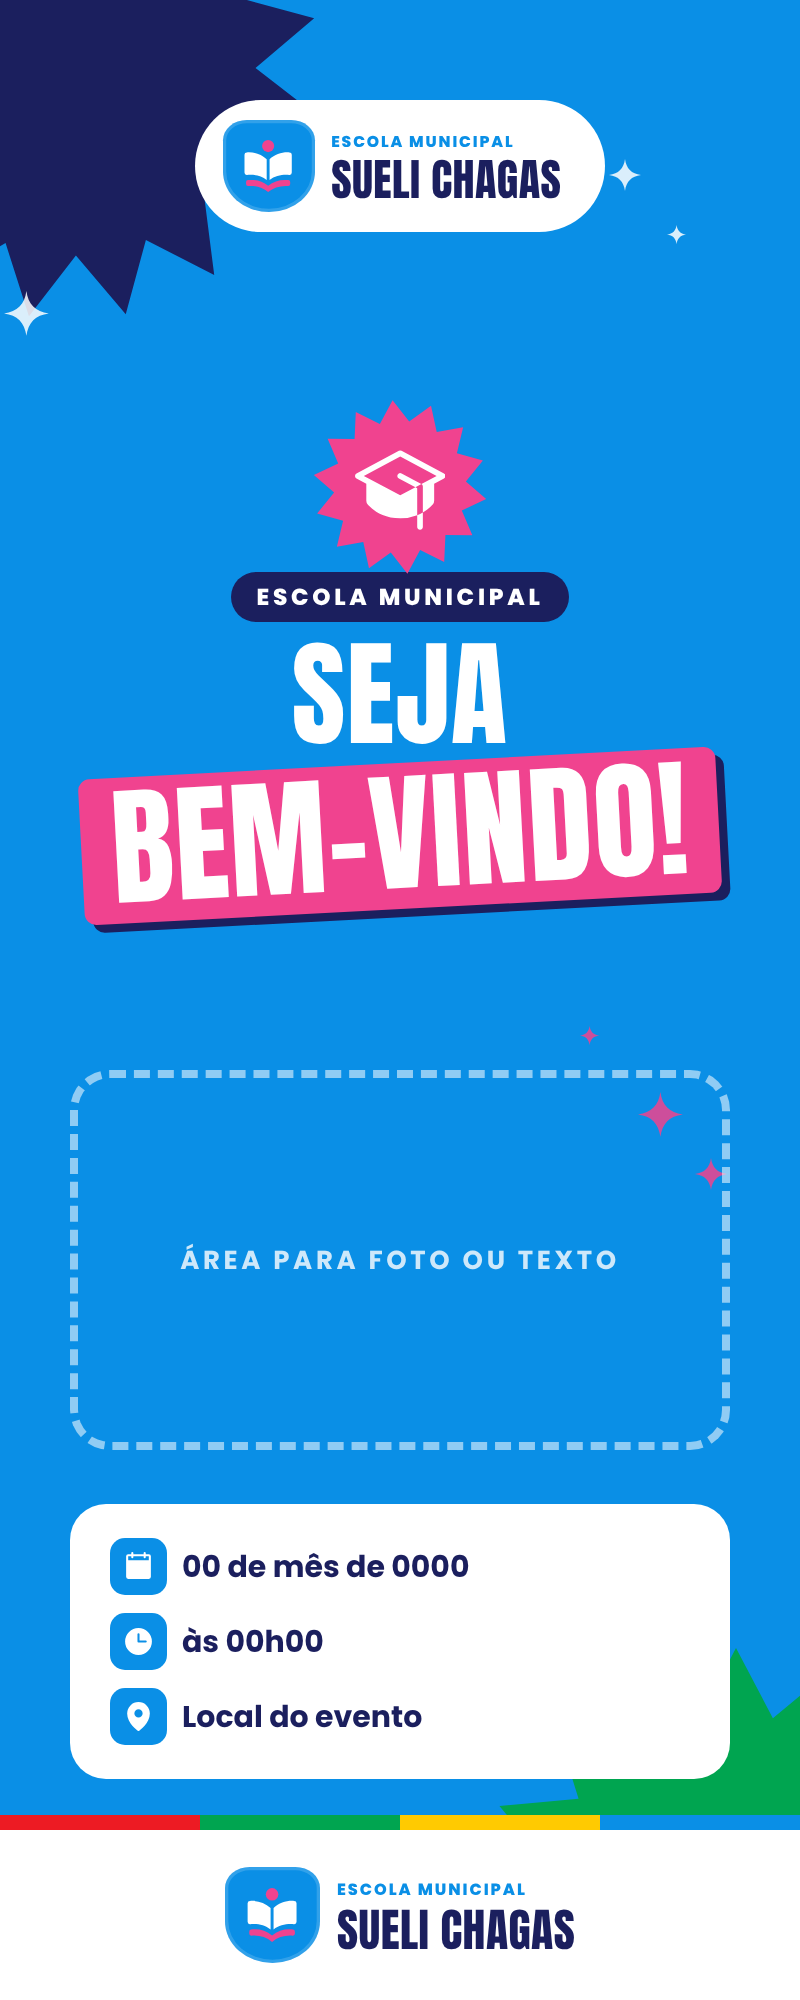 ESCOLA MUNICIPAL
SUELI CHAGAS
ESCOLA MUNICIPAL
SEJA
BEM-VINDO!
ÁREA PARA FOTO OU TEXTO
00 de mês de 0000
às 00h00
Local do evento
ESCOLA MUNICIPAL
SUELI CHAGAS